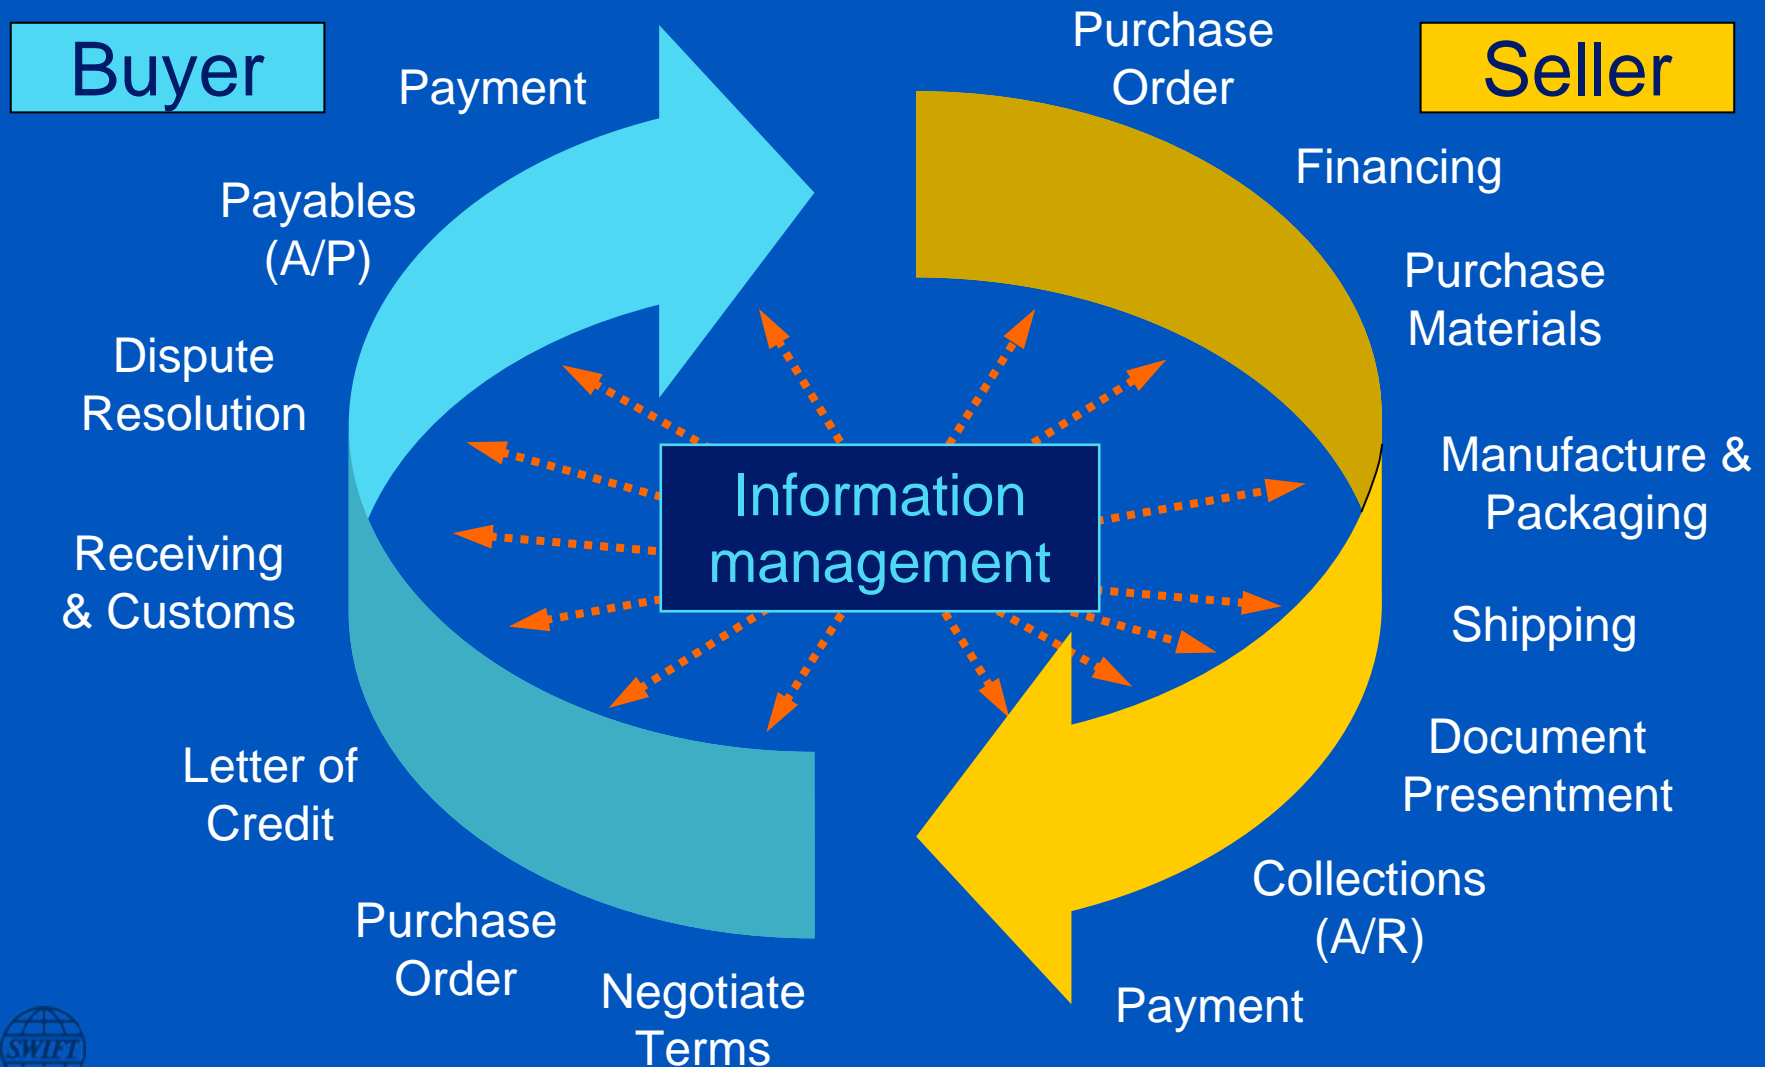 Buyer
Seller
Purchase
Order
Payment
Financing
Payables
(A/P)
Purchase
Materials
Dispute
Resolution
Manufacture &
Packaging
Information
management
Receiving
& Customs
Shipping
Document
Presentment
Letter of
Credit
Collections
(A/R)
Purchase
Order
Negotiate
Terms
Payment
SWIFT